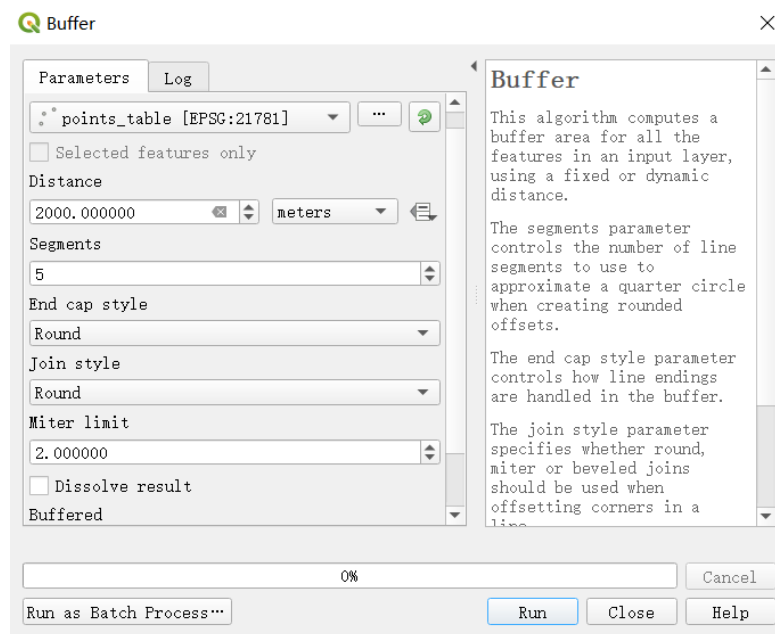 Buffer
Parameters
Log
points_table [EPSG:21781]
...
Selected features only
Distance
2000.000000
meters
Segments
5
End cap style
Round
Join style
Round
Miter limit
2.000000
Dissolve result
Buffered
Buffer
This algorithm computes a
buffer area for all the
features in an input layer,
using a fixed or dynamic
distance.
The segments parameter
controls the number of line
segments to use to
approximate a quarter circle
when creating rounded
offsets.
The end cap style parameter
controls how line endings
are handled in the buffer.
The join style parameter
specifies whether round,
miter or beveled joins
should be used when
offsetting corners in a
line.
0%
Cancel
Run as Batch Process…
Run
Close
Help